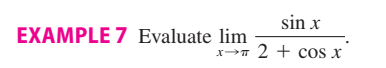 EXAMPLE 7 Evaluate lim x→π sin x / 2 + cos x.